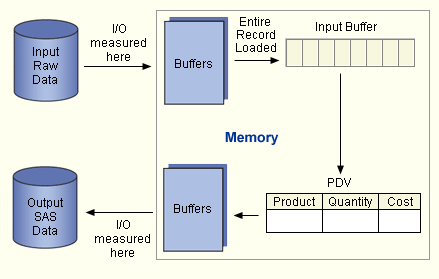 Input
Raw
Data
I/O
measured
here
Buffers
Entire
Record
Loaded
Input Buffer
Memory
PDV
Product Quantity Cost
Buffers
I/O
measured
here
Output
SAS
Data